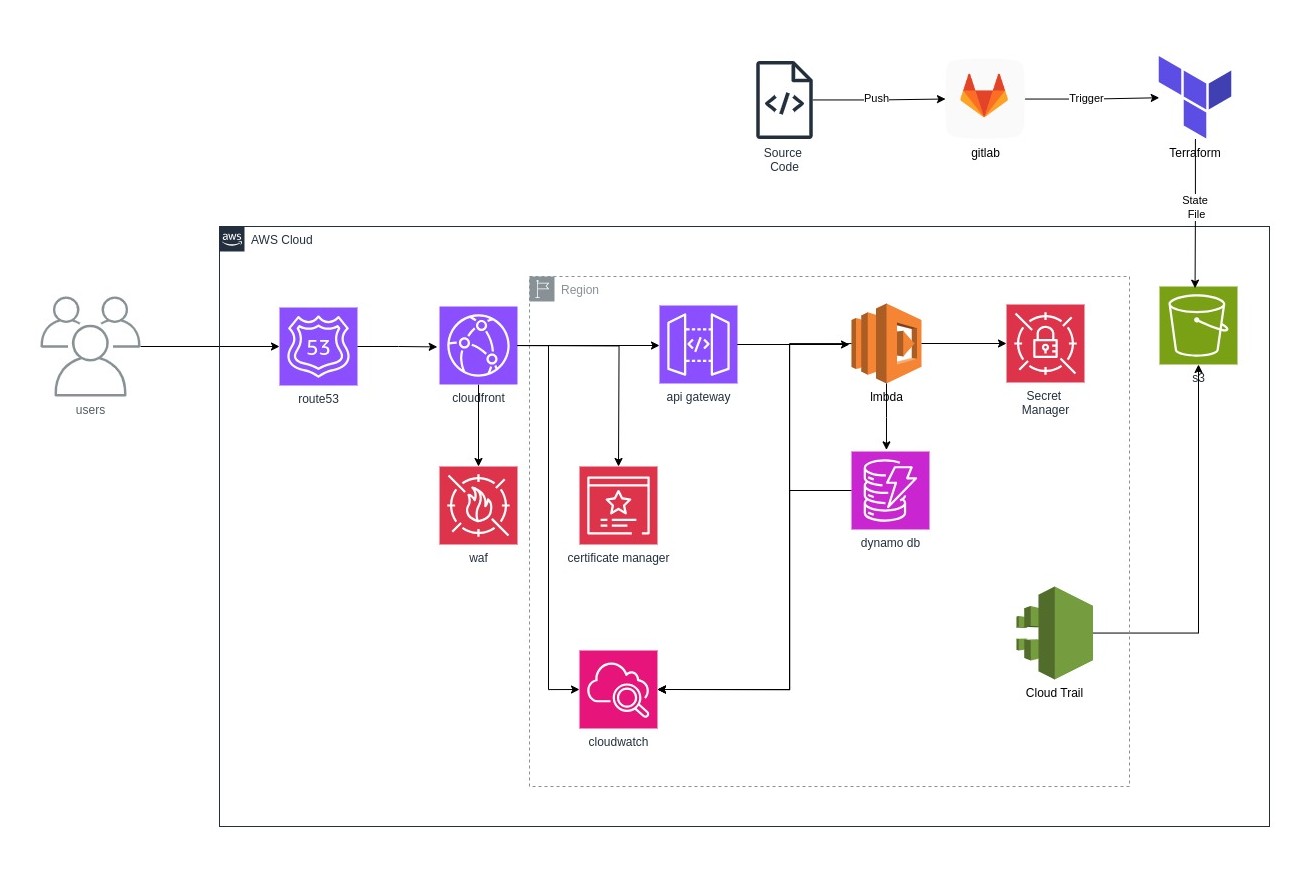 Push
Trigger
Source
Code
gitlab
Terraform
State
File
aws
AWS Cloud
Region
53
users
route53
cloudfront
api gateway
lmbda
Secret
Manager
s3
waf
certificate manager
dynamo db
Cloud Trail
cloudwatch